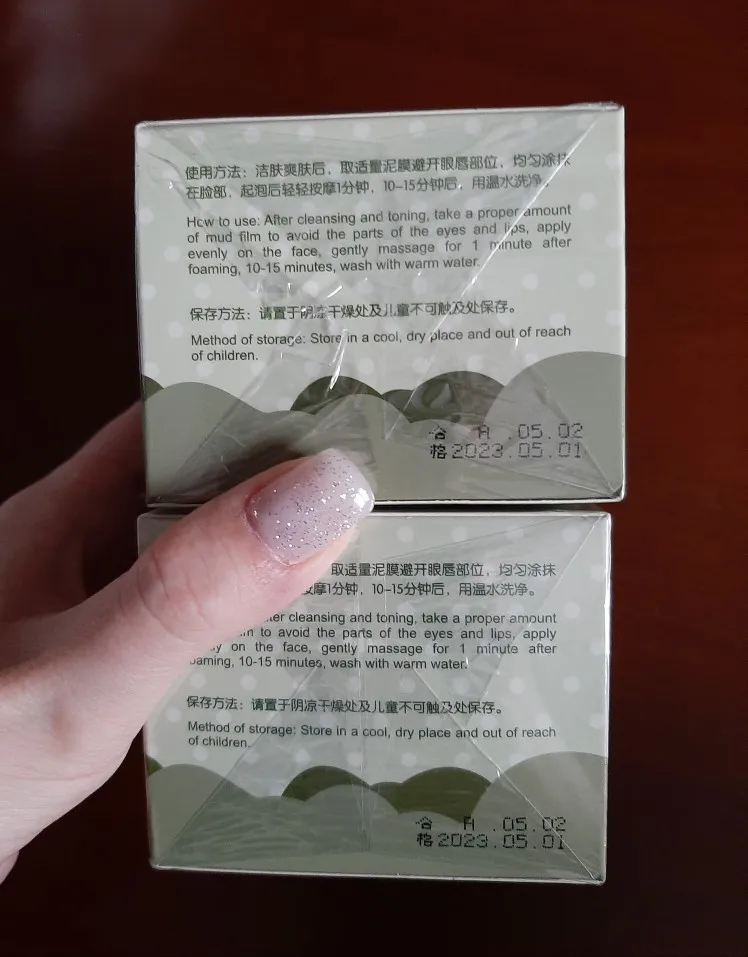 使用方法：洁肤爽肤后，取适量泥膜避开眼唇部位，均匀涂抹
在脸部，起泡后轻轻按摩1分钟，10-15分钟后，用温水洗净。
How to use: After cleansing and toning, take a proper amount
of mud film to avoid the parts of the eyes and lips, apply
evenly on the face, gently massage for 1 minute after
foaming, 10-15 minutes, wash with warm water.
保存方法：请置于阴凉干燥处及儿童不可触及处保存。
Method of storage: Store in a cool, dry place and out of reach
of children.
合 A .05.02
格 2023.05.01
取适量泥膜避开眼唇部位，均匀涂抹
摩1分钟，10-15分钟后，用温水洗净。
cleansing and toning, take a proper amount
to avoid the parts of the eyes and lips, apply
on the face, gently massage for 1 minute after
10-15 minutes, wash with warm water.
保存方法：请置于阴凉干燥处及儿童不可触及处保存。
Method of storage: Store in a cool, dry place and out of reach
of children.
合 A .05.02
格 2023.05.01